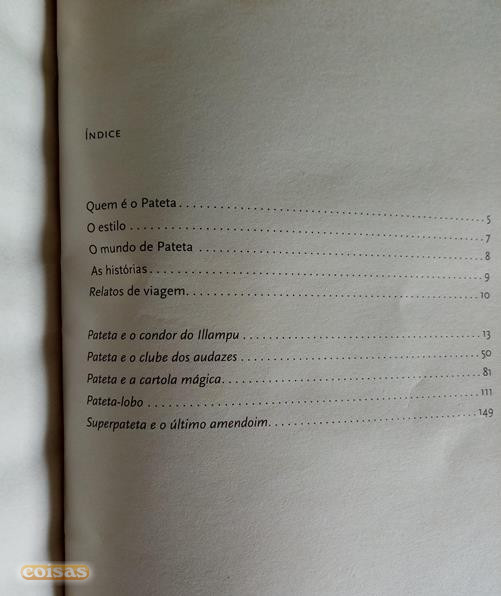 ÍNDICE
Quem é o Pateta. . . . . . . . . . . . . . . . . . . . . . . . . . . . . . . . . . . . . 5
O estilo . . . . . . . . . . . . . . . . . . . . . . . . . . . . . . . . . . . . . . . . . . . 7
O mundo de Pateta . . . . . . . . . . . . . . . . . . . . . . . . . . . . . . . . . . . 8
As histórias. . . . . . . . . . . . . . . . . . . . . . . . . . . . . . . . . . . . . . . . . 9
Relatos de viagem. . . . . . . . . . . . . . . . . . . . . . . . . . . . . . . . . . . . 10
Pateta e o condor do Illampu . . . . . . . . . . . . . . . . . . . . . . . . . . . . 13
Pateta e o clube dos audazes . . . . . . . . . . . . . . . . . . . . . . . . . . . . 50
Pateta e a cartola mágica. . . . . . . . . . . . . . . . . . . . . . . . . . . . . . . 81
Pateta-lobo . . . . . . . . . . . . . . . . . . . . . . . . . . . . . . . . . . . . . . . . 111
Superpateta e o último amendoim. . . . . . . . . . . . . . . . . . . . . . . . 149
coisas